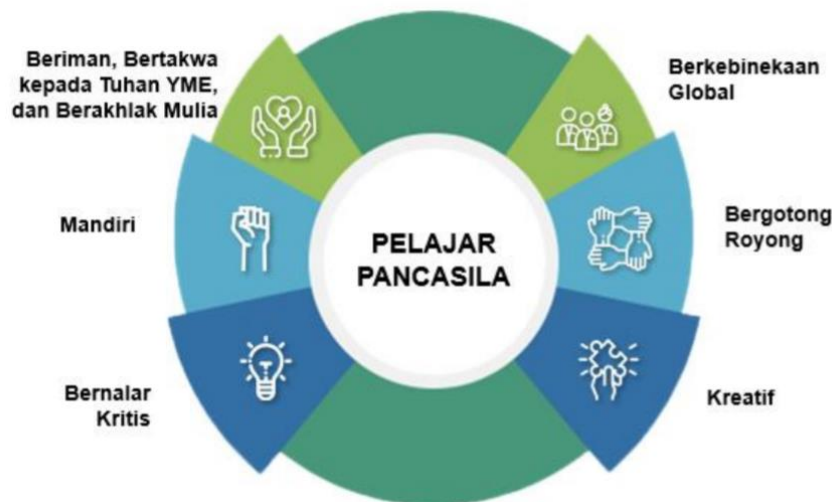 Beriman, Bertakwa
kepada Tuhan YME,
dan Berakhlak Mulia
Berkebinekaan
Global
Mandiri
PELAJAR
PANCASILA
Bergotong
Royong
Bernalar
Kritis
Kreatif